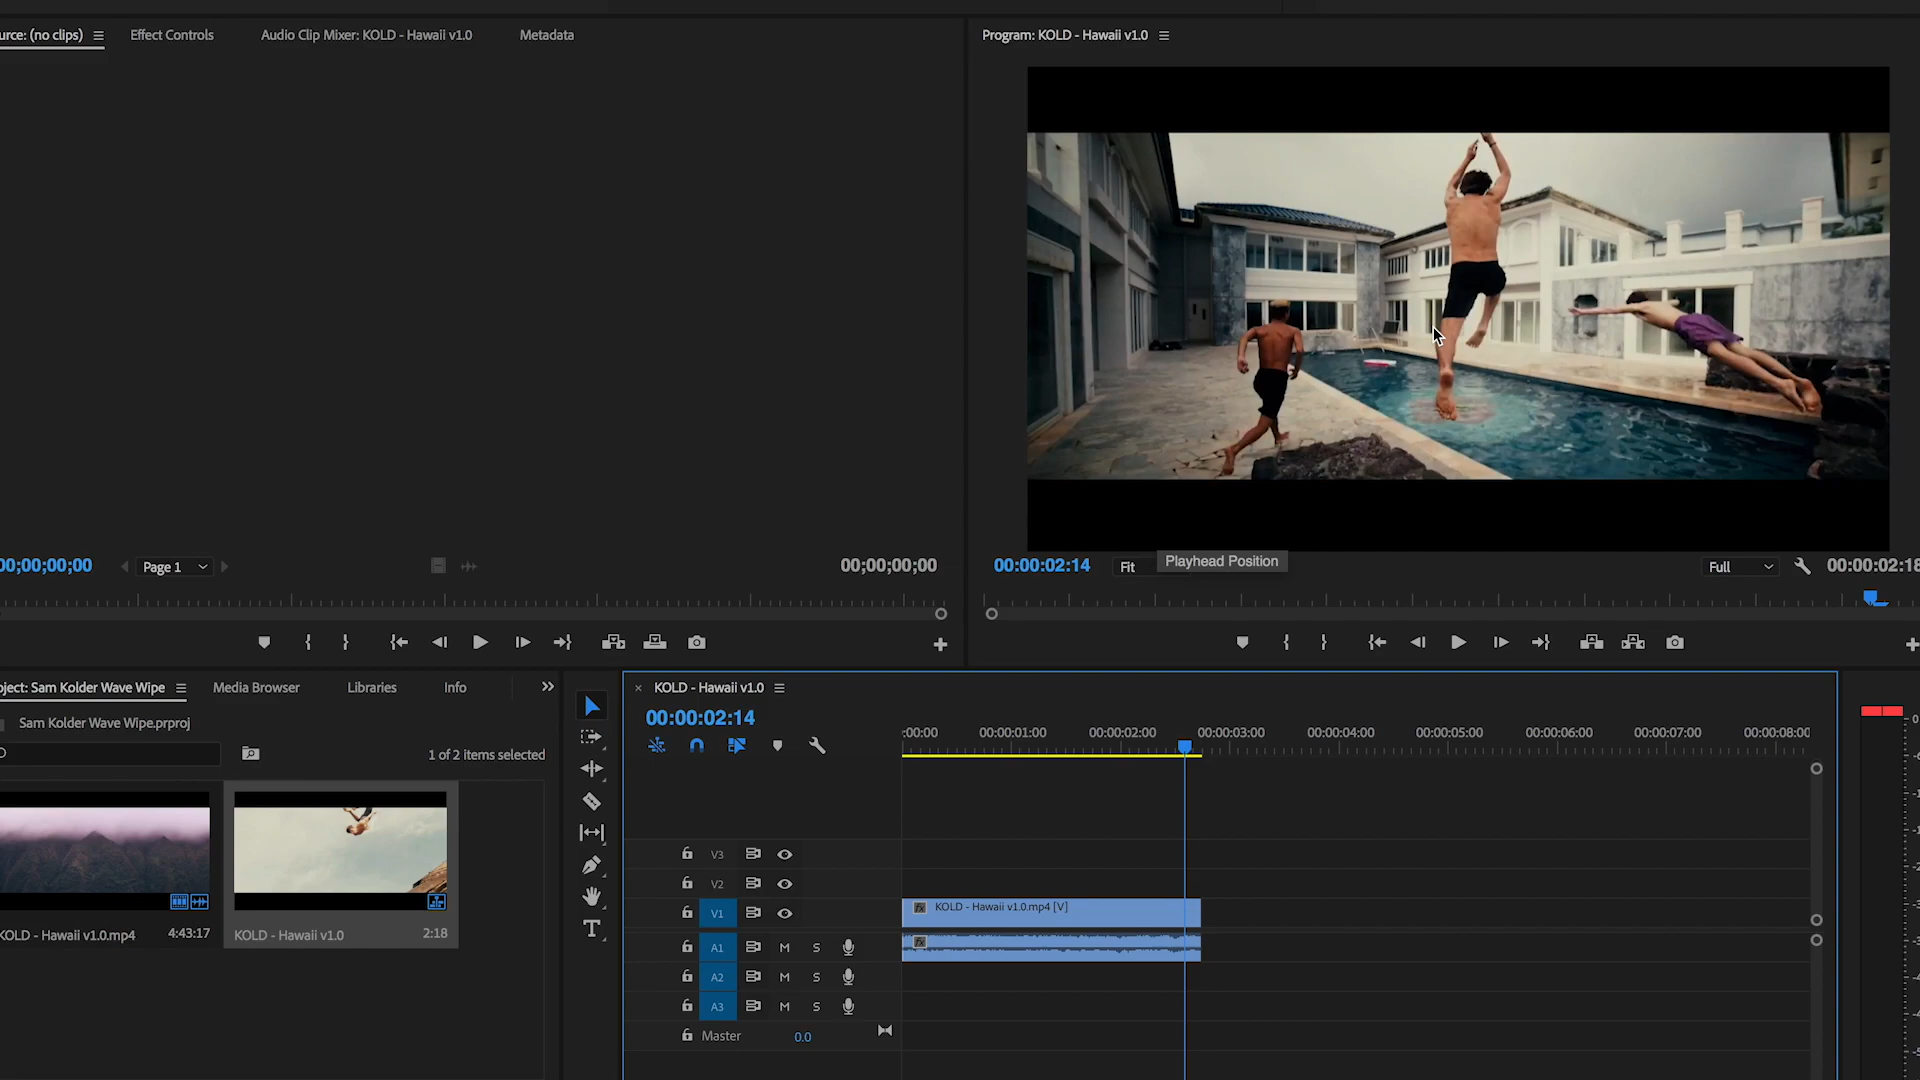 urce: (no clips)
Effect Controls
Audio Clip Mixer: KOLD - Hawaii v1.0
Metadata
Program: KOLD - Hawaii v1.0
00;00;00;00
Page 1
00;00;00;00
00:00:02:14
Fit
Playhead Position
Full
00:00:02:18
oject: Sam Kolder Wave Wipe
Media Browser
Libraries
Info
Sam Kolder Wave Wipe.prproj
1 of 2 items selected
KOLD - Hawaii v1.0.mp4
4:43:17
KOLD - Hawaii v1.0
2:18
KOLD - Hawaii v1.0
00:00:02:14
:00:00
00:00:01:00
00:00:02:00
00:00:03:00
00:00:04:00
00:00:05:00
00:00:06:00
00:00:07:00
00:00:08:00
V3
V2
V1
fx KOLD - Hawaii v1.0.mp4 [V]
A1 M S
fx
A2 M S
A3 M S
Master 0.0
0